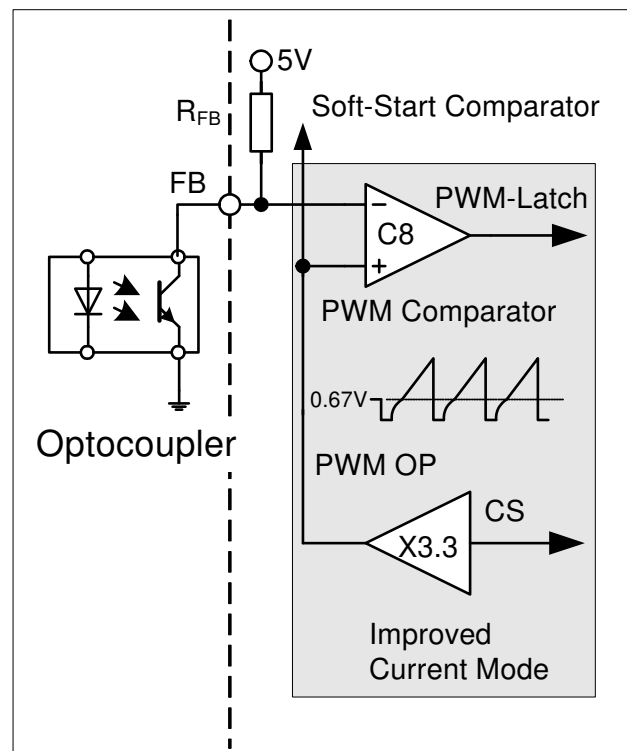 5V
R_FB
Soft-Start Comparator
FB
PWM-Latch
−
C8
+
PWM Comparator
0.67V
Optocoupler
PWM OP
CS
X3.3
Improved
Current Mode